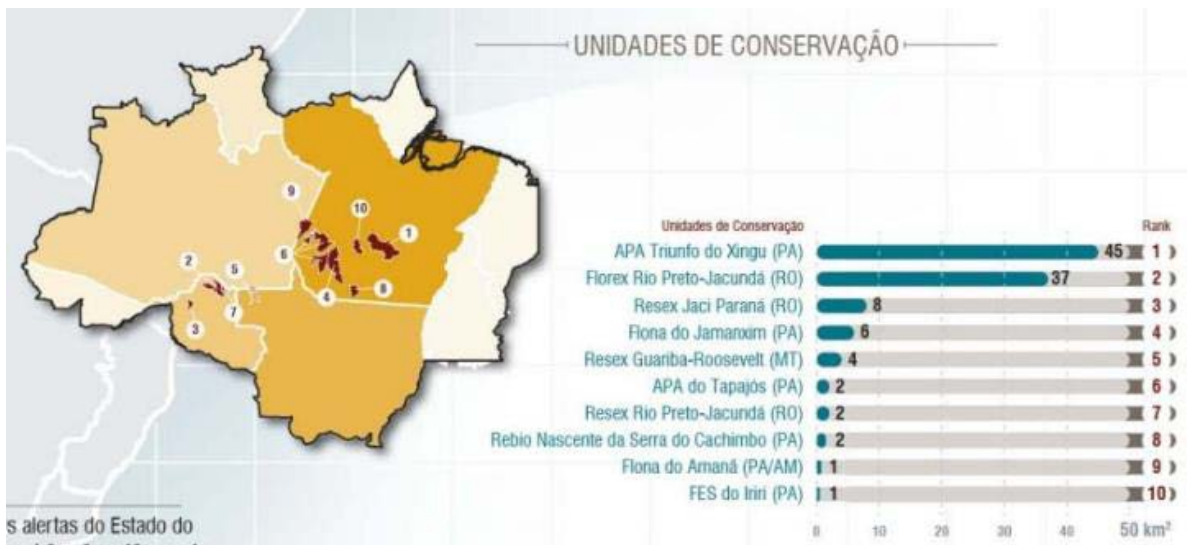 UNIDADES DE CONSERVAÇÃO
9
10
1
6
2
5
4
8
7
3
Unidades de Conservação Rank
APA Triunfo do Xingu (PA) 45 1
Florex Rio Preto-Jacundá (RO) 37 2
Resex Jaci Paraná (RO) 8 3
Flona do Jamanxim (PA) 6 4
Resex Guariba-Roosevelt (MT) 4 5
APA do Tapajós (PA) 2 6
Resex Rio Preto-Jacundá (RO) 2 7
Rebio Nascente da Serra do Cachimbo (PA) 2 8
Flona do Amaná (PA/AM) 1 9
FES do Iriri (PA) 1 10
0 10 20 30 40 50 km²
s alertas do Estado do